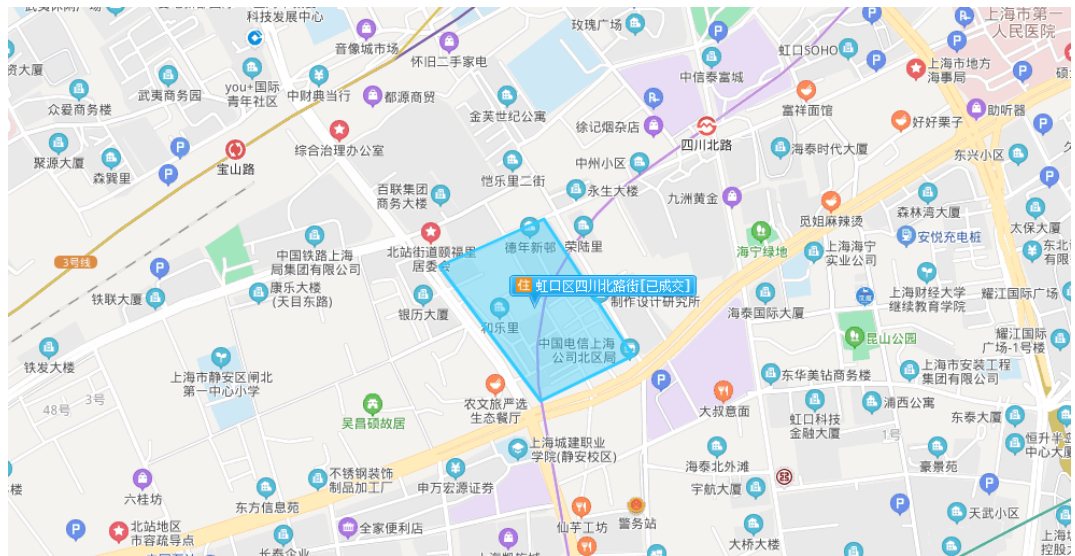 科技发展中心
音像城市场
怀旧二手家电
玫瑰广场
虹口SOHO
上海市第一
人民医院
上海市地方
海事局
中信泰富城
you+国际
青年社区
武夷商务园
众爱商务楼
中财典当行
都源商贸
金芙世纪公寓
富祥面馆
助听器
好好栗子
徐记烟杂店
综合治理办公室
聚源大厦
森巽里
宝山路
四川北路
海泰时代大厦
东兴小区
中州小区
恺乐里二街
百联集团
商务大楼
永生大楼
九洲黄金
森林湾大厦
太保大厦
觅姐麻辣烫
德年新邨
荣陆里
安悦充电桩
海宁绿地
上海海宁
实业公司
中国铁路上海
局集团有限公司
北站街道颐福里
居委会
3号线
虹口区四川北路街[已成交]
制作设计研究所
铁联大厦
康乐大楼
(天目东路)
银历大厦
和乐里
海泰国际大厦
上海财经大学
继续教育学院
耀江国际广场
耀江国际
广场-1号楼
昆山公园
中国电信上海
公司北区局
铁发大厦
上海市静安区闸北
第一中心小学
上海市安装工程
集团有限公司
东华美钻商务楼
48号
3号
吴昌硕故居
农文旅严选
生态餐厅
大叔意面
虹口科技
金融大厦
浦西公寓
东泰大厦
1号
上海城建职业
学院(静安校区)
恒升半岛
中心大厦
海泰北外滩
豪景苑
不锈钢装饰
制品加工厂
申万宏源证券
宇航大厦
六桂坊
东方信息苑
仙芋工坊
警务站
天武小区
北站地区
市容疏导点
全家便利店
大桥大楼
长泰企业